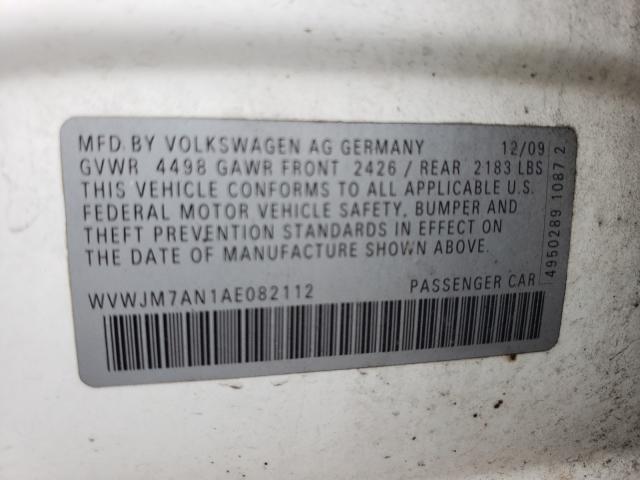 MFD. BY VOLKSWAGEN AG GERMANY 12/09
GVWR 4498 GAWR FRONT 2426 / REAR 2183 LBS
THIS VEHICLE CONFORMS TO ALL APPLICABLE U.S.
FEDERAL MOTOR VEHICLE SAFETY, BUMPER AND
THEFT PREVENTION STANDARDS IN EFFECT ON
THE DATE OF MANUFACTURE SHOWN ABOVE.
WVWJM7AN1AE082112 PASSENGER CAR
4950289 1087 2